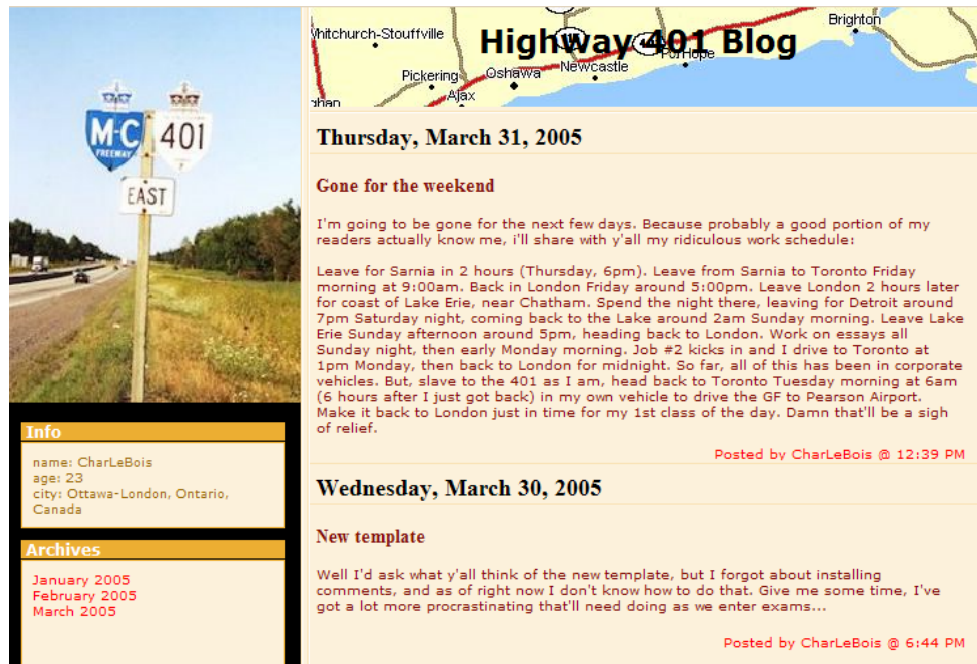 M-C
FREEWAY
401
EAST
Info
name: CharLeBois
age: 23
city: Ottawa-London, Ontario,
Canada
Archives
January 2005
February 2005
March 2005
Whitchurch-Stouffville
Brighton
Highway 401 Blog
Port Hope
Newcastle
Oshawa
Pickering
Ajax
ghan
Thursday, March 31, 2005
Gone for the weekend
I'm going to be gone for the next few days. Because probably a good portion of my
readers actually know me, i'll share with y'all my ridiculous work schedule:
Leave for Sarnia in 2 hours (Thursday, 6pm). Leave from Sarnia to Toronto Friday
morning at 9:00am. Back in London Friday around 5:00pm. Leave London 2 hours later
for coast of Lake Erie, near Chatham. Spend the night there, leaving for Detroit around
7pm Saturday night, coming back to the Lake around 2am Sunday morning. Leave Lake
Erie Sunday afternoon around 5pm, heading back to London. Work on essays all
Sunday night, then early Monday morning. Job #2 kicks in and I drive to Toronto at
1pm Monday, then back to London for midnight. So far, all of this has been in corporate
vehicles. But, slave to the 401 as I am, head back to Toronto Tuesday morning at 6am
(6 hours after I just got back) in my own vehicle to drive the GF to Pearson Airport.
Make it back to London just in time for my 1st class of the day. Damn that'll be a sigh
of relief.
Posted by CharLeBois @ 12:39 PM
Wednesday, March 30, 2005
New template
Well I'd ask what y'all think of the new template, but I forgot about installing
comments, and as of right now I don't know how to do that. Give me some time, I've
got a lot more procrastinating that'll need doing as we enter exams...
Posted by CharLeBois @ 6:44 PM